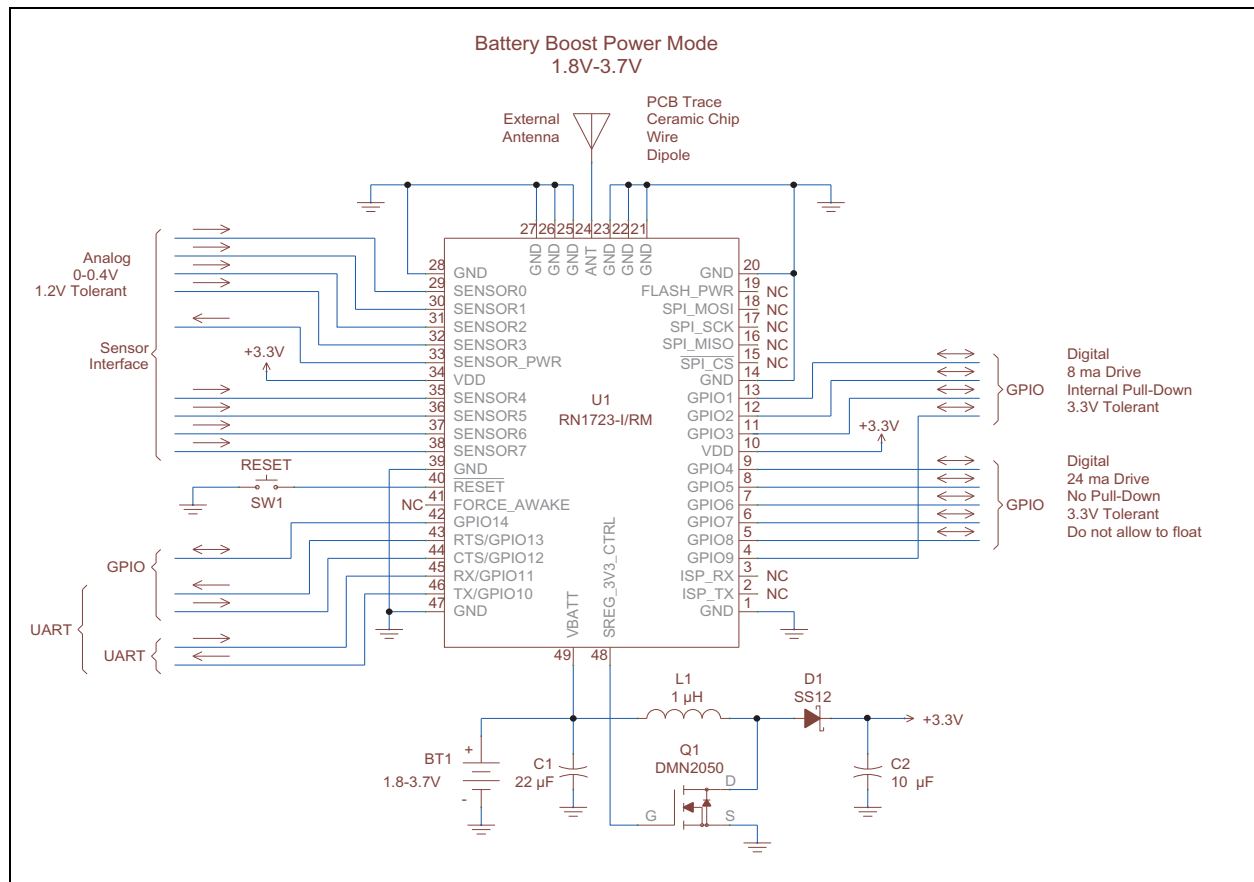 Battery Boost Power Mode
1.8V-3.7V
External
Antenna
PCB Trace
Ceramic Chip
Wire
Dipole
27 26 25 24 23 22 21
GND GND GND ANT GND GND GND
Analog
0-0.4V
1.2V Tolerant
Sensor
Interface
+3.3V
RESET
SW1
NC
GPIO
UART
UART
28 GND
29 SENSOR0
30 SENSOR1
31 SENSOR2
32 SENSOR3
33 SENSOR_PWR
34 VDD
35 SENSOR4
36 SENSOR5
37 SENSOR6
38 SENSOR7
39 GND
40 RESET
41 FORCE_AWAKE
42 GPIO14
43 RTS/GPIO13
44 CTS/GPIO12
45 RX/GPIO11
46 TX/GPIO10
47 GND
U1
RN1723-I/RM
GND 20
FLASH_PWR 19 NC
SPI_MOSI 18 NC
SPI_SCK 17 NC
SPI_MISO 16 NC
SPI_CS 15 NC
GND 14
GPIO1 13
GPIO2 12
GPIO3 11
VDD 10
GPIO4 9
GPIO5 8
GPIO6 7
GPIO7 6
GPIO8 5
GPIO9 4
ISP_RX 3 NC
ISP_TX 2 NC
GND 1
+3.3V
GPIO
Digital
8 ma Drive
Internal Pull-Down
3.3V Tolerant
GPIO
Digital
24 ma Drive
No Pull-Down
3.3V Tolerant
Do not allow to float
VBATT
SREG_3V3_CTRL
49 48
L1
1 µH
D1
SS12
+3.3V
BT1
1.8-3.7V
+
-
C1
22 µF
Q1
DMN2050
G
D
S
C2
10 µF